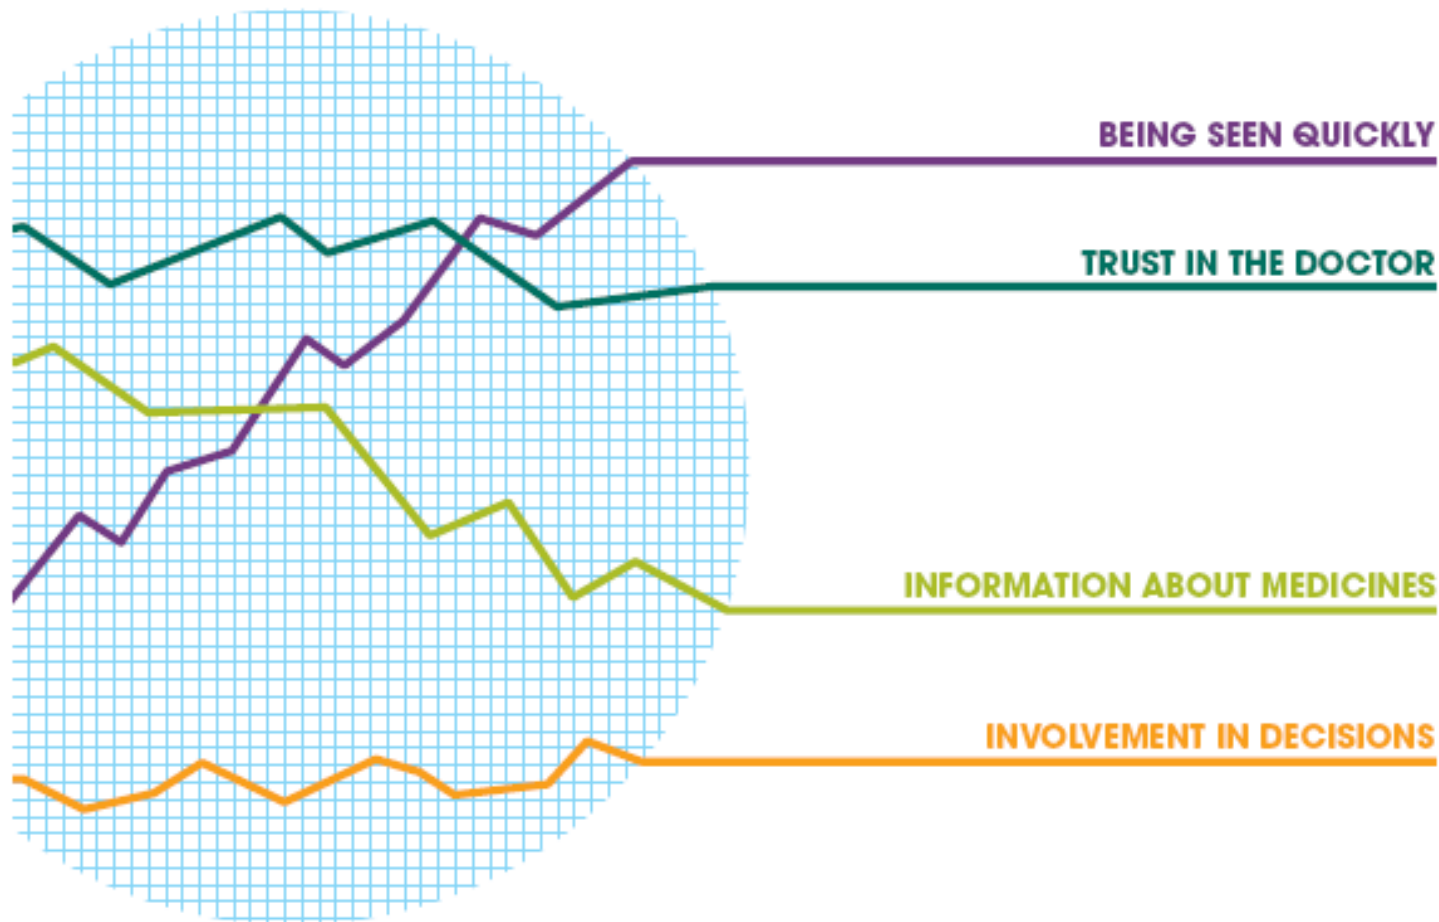 BEING SEEN QUICKLY
TRUST IN THE DOCTOR
INFORMATION ABOUT MEDICINES
INVOLVEMENT IN DECISIONS